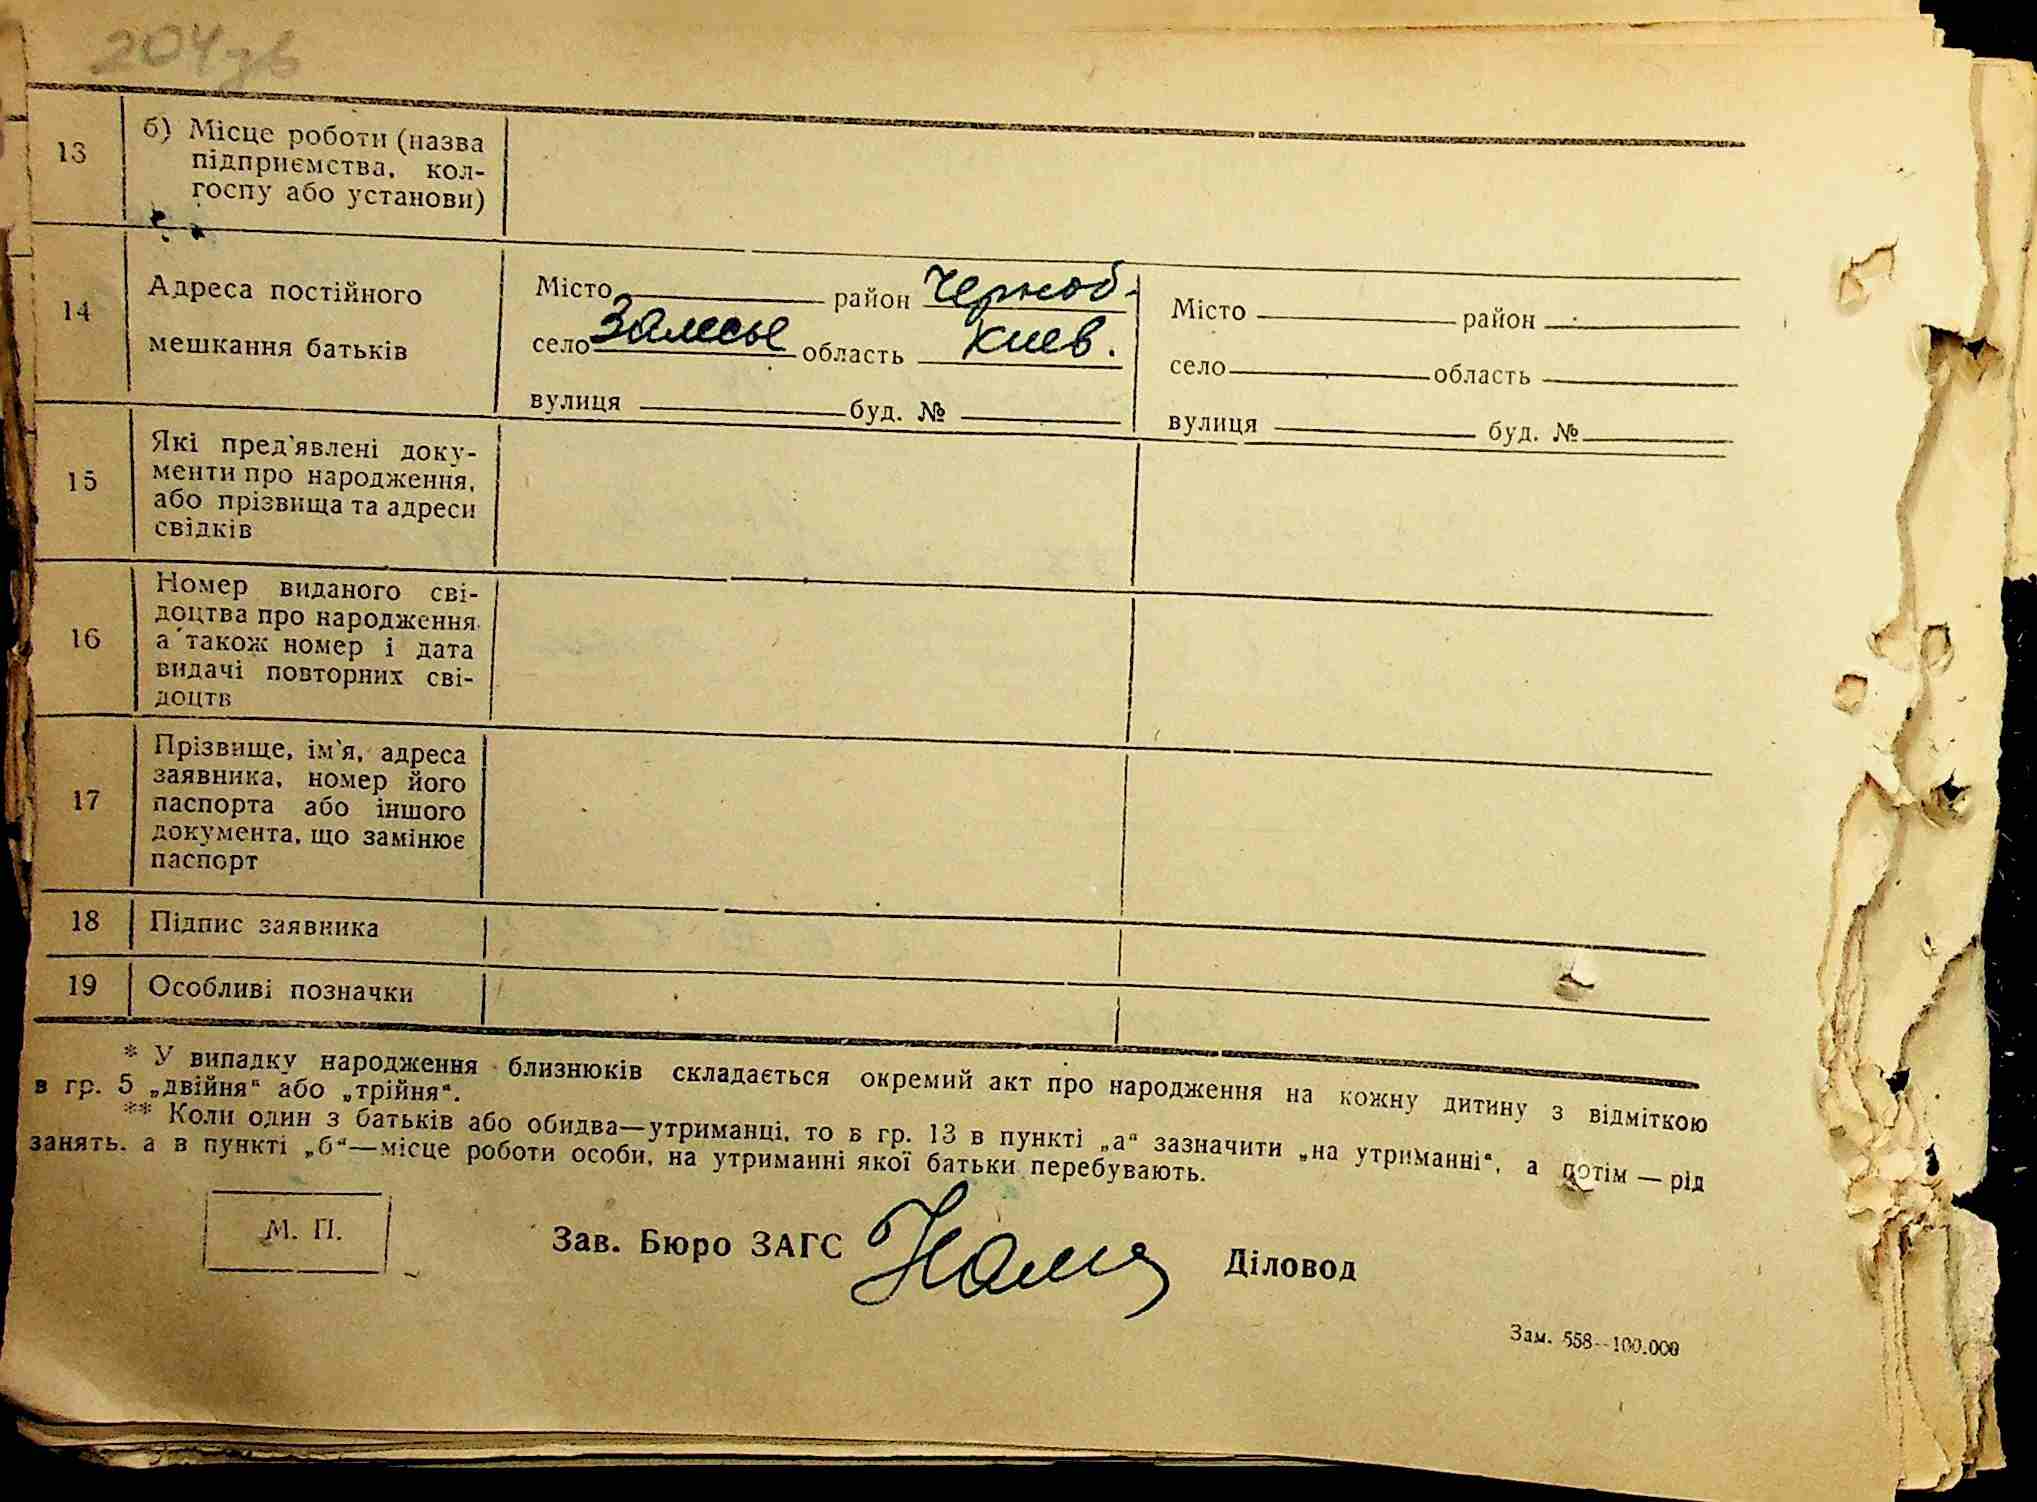 204зв
13 б) Місце роботи (назва
підприємства, кол-
госпу або установи)
14 Адреса постійного
мешкання батьків
Місто район Черноб.
село Залесье область Киев.
вулиця буд. №
Місто район
село область
вулиця буд. №
15 Які пред'явлені доку-
менти про народження,
або прізвища та адреси
свідків
16 Номер виданого сві-
доцтва про народження,
а також номер і дата
видачі повторних сві-
доцтв
17 Прізвище, ім'я, адреса
заявника, номер його
паспорта або іншого
документа, що замінює
паспорт
18 Підпис заявника
19 Особливі позначки
* У випадку народження близнюків складається окремий акт про народження на кожну дитину з відміткою
в гр. 5 „двійня“ або „трійня“.
** Коли один з батьків або обидва—утриманці, то в гр. 13 в пункті „а“ зазначити „на утриманні“, а потім — рід
занять, а в пункті „б“—місце роботи особи, на утриманні якої батьки перебувають.
М. П.
Зав. Бюро ЗАГС
Діловод
Зам. 558--100.000